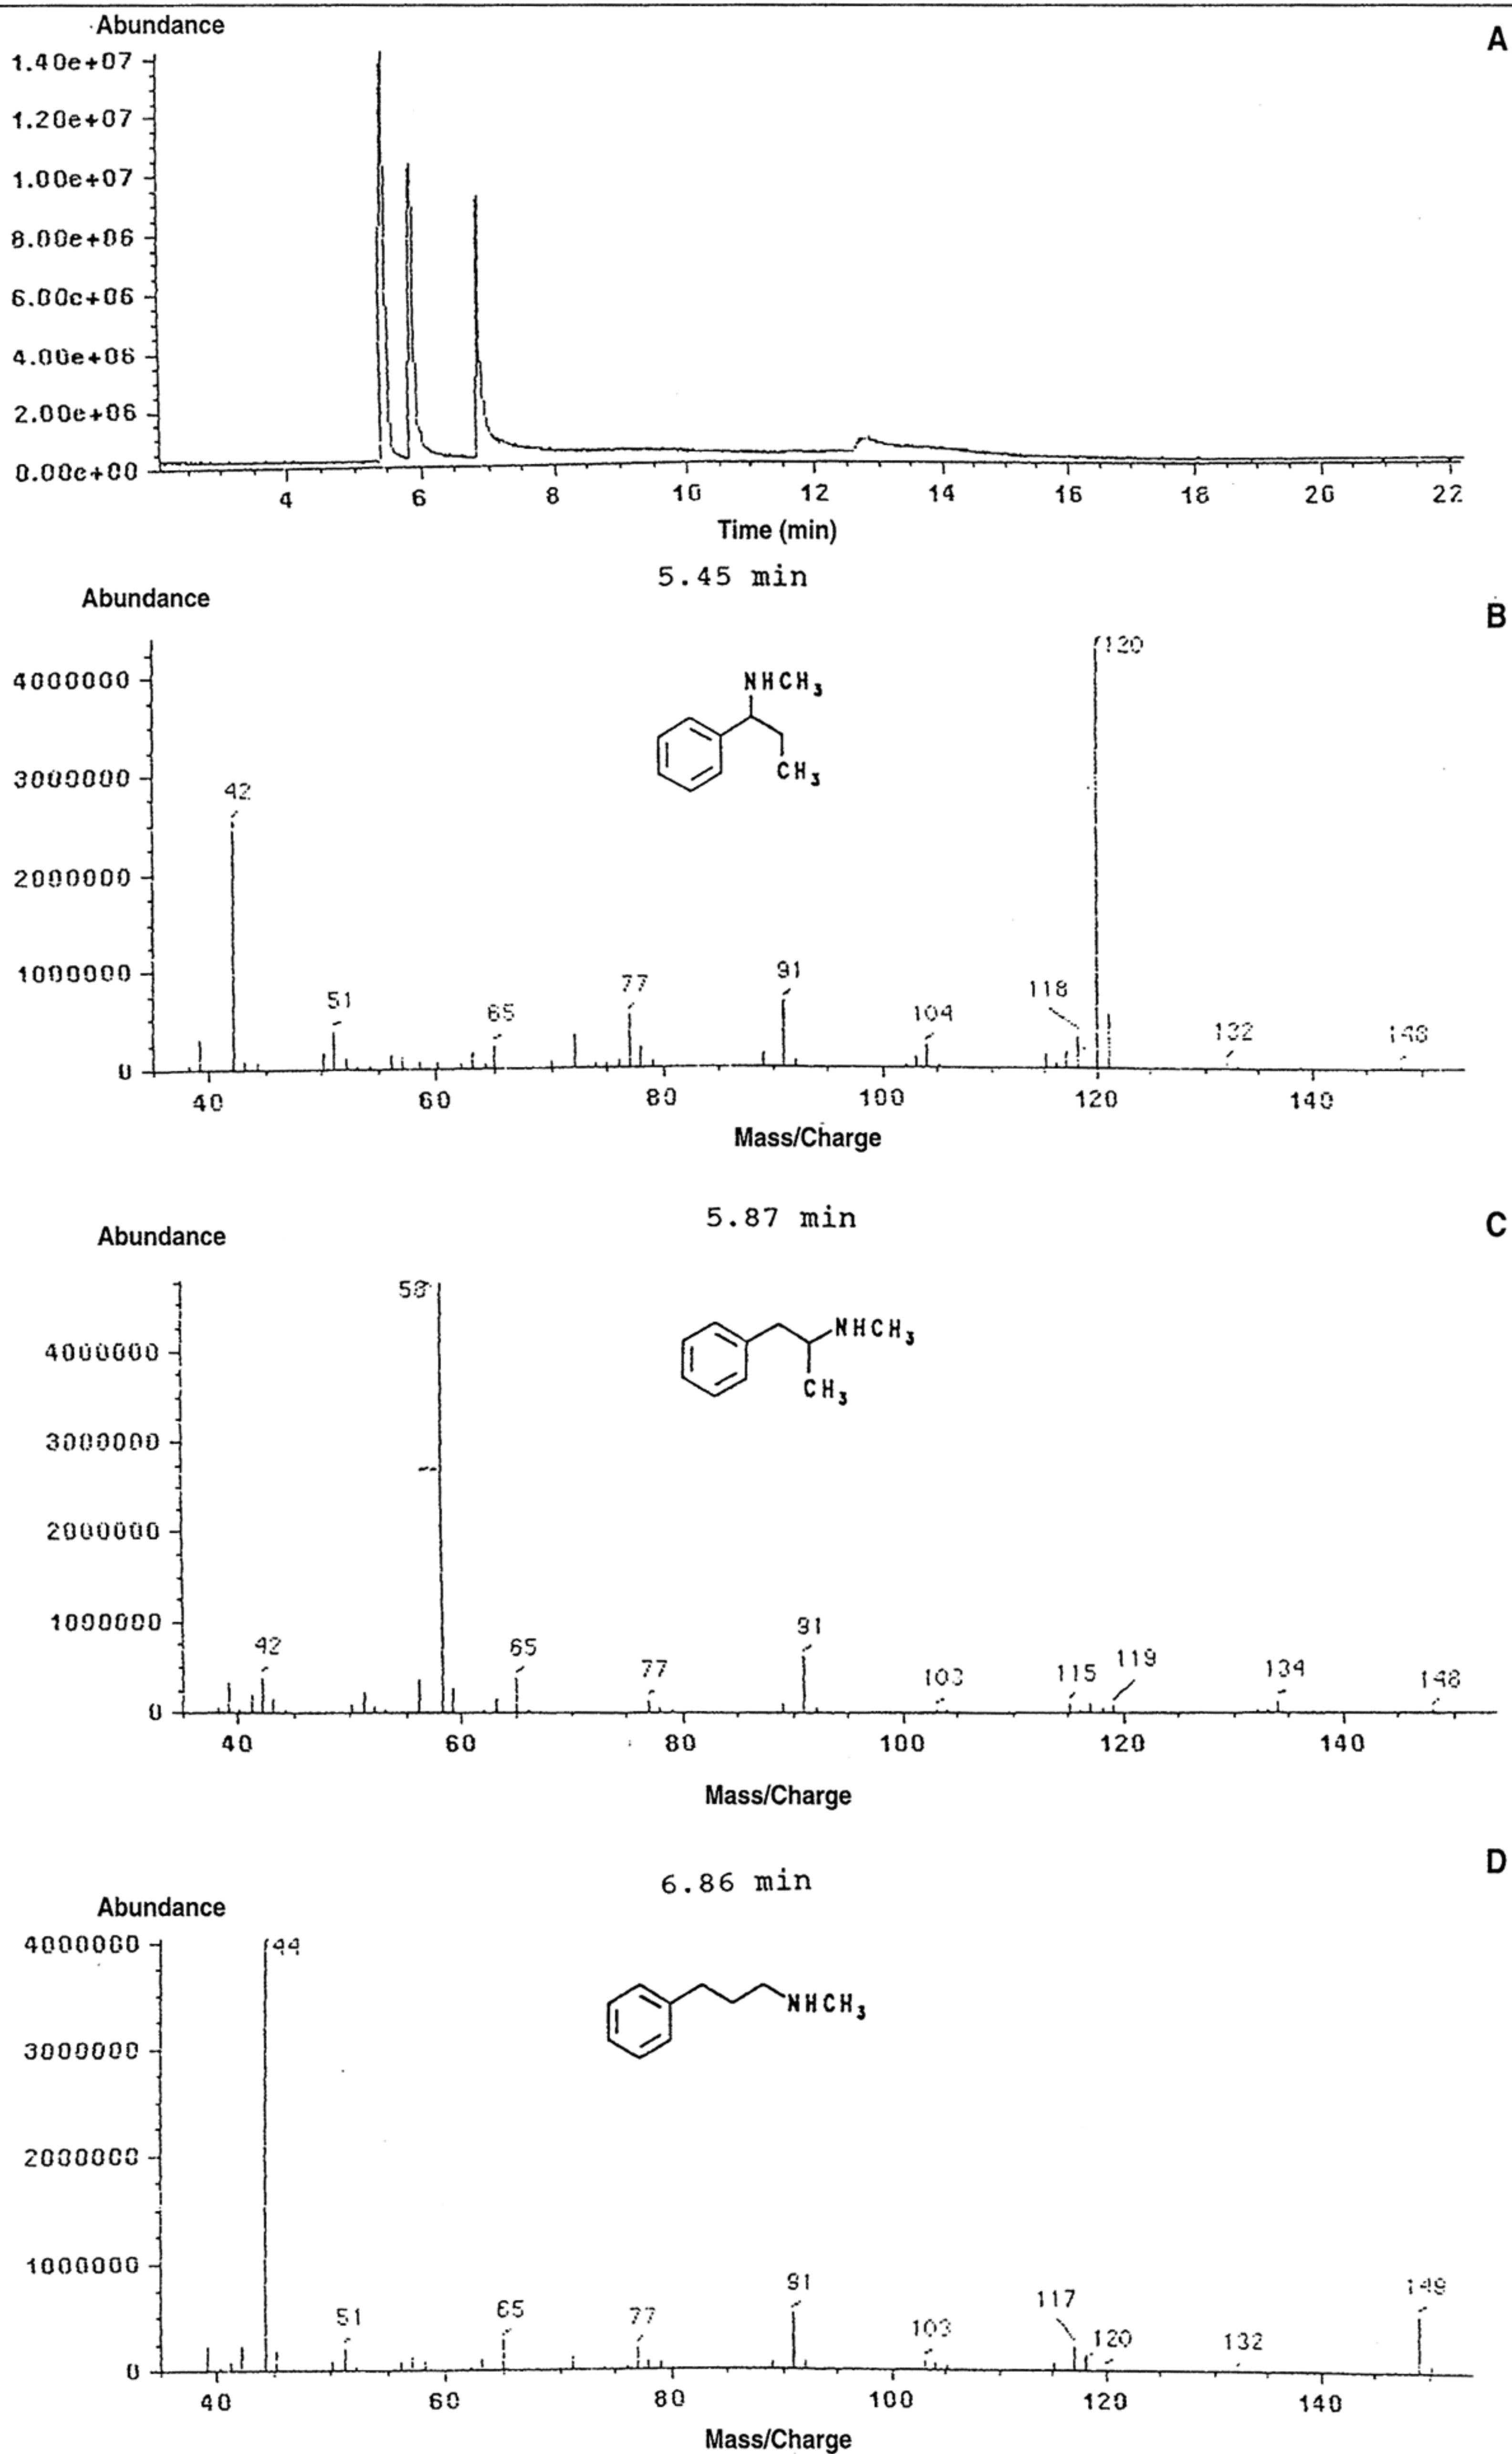 Abundance
A
1.40e+07
1.20e+07
1.00e+07
8.00e+06
6.00e+06
4.00e+06
2.00e+06
0.00e+00
4 6 8 10 12 14 16 18 20 22
Time (min)
5.45 min
Abundance
B
120
4000000
NHCH3
CH3
3000000
42
2000000
1000000
51 65 77 91 104 118 132 148
0
40 60 80 100 120 140
Mass/Charge
5.87 min
C
Abundance
58
NHCH3
4000000
CH3
3000000
2000000
1000000
42 65 77 91 103 115 119 134 148
0
40 60 80 100 120 140
Mass/Charge
D
6.86 min
Abundance
4000000
44
NHCH3
3000000
2000000
1000000
51 65 77 91 103 117 120 132 149
0
40 60 80 100 120 140
Mass/Charge